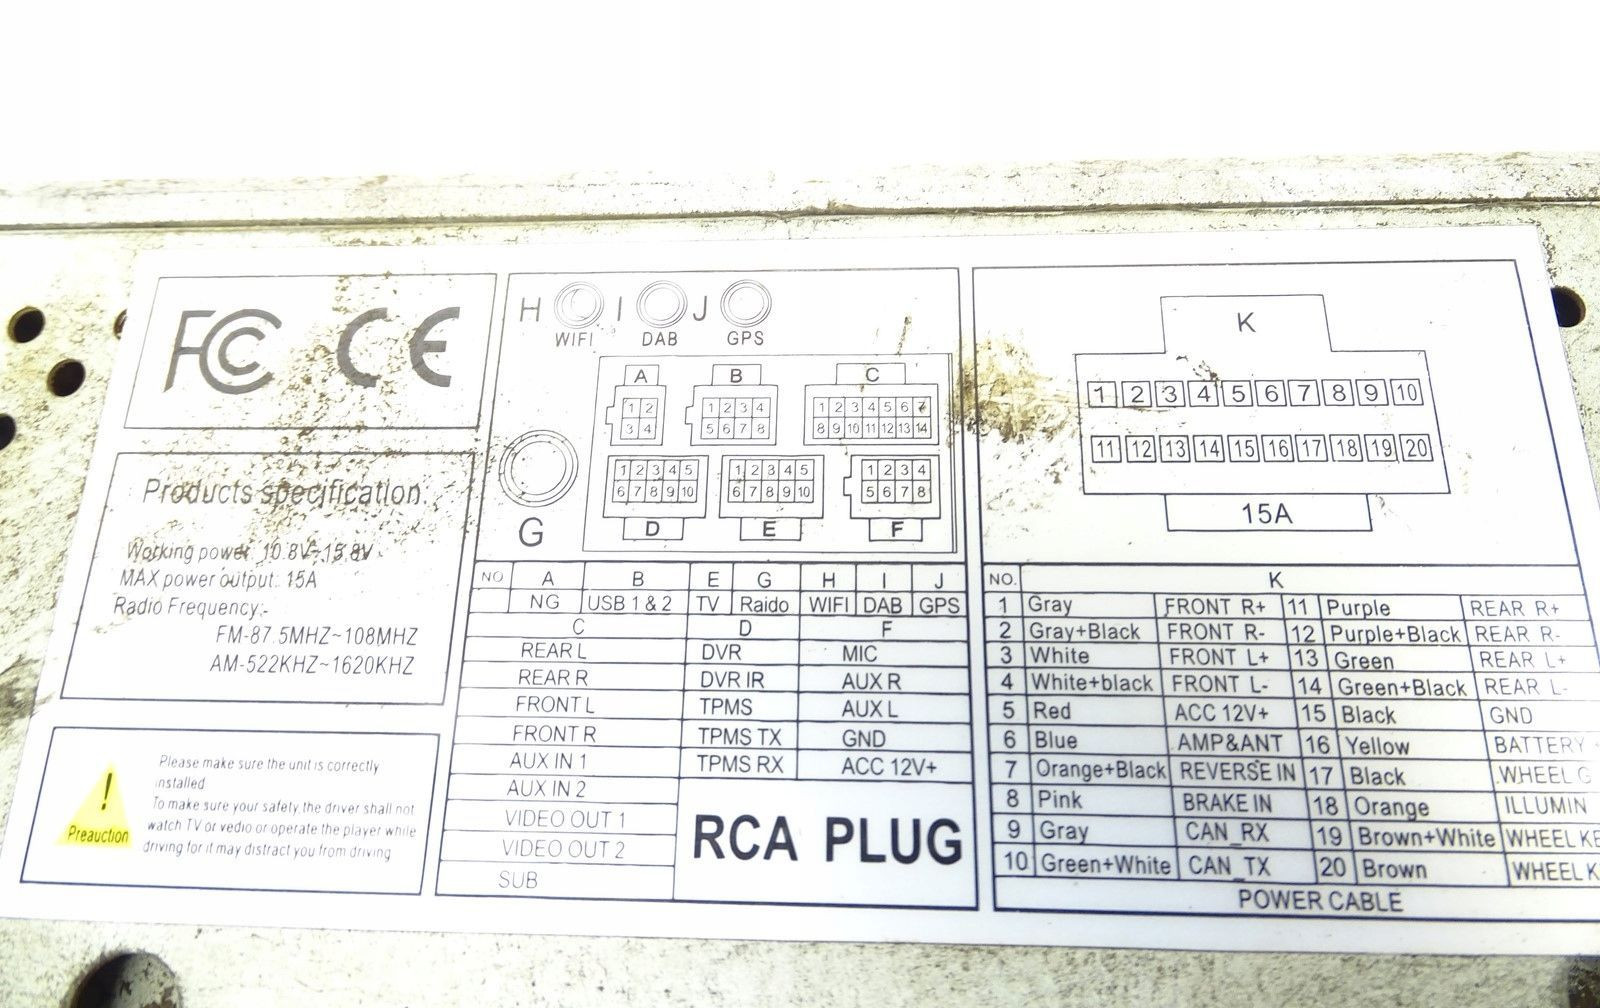 FCC CE
Products specification:
Working power: 10.8V~15.8V
MAX power output: 15A
Radio Frequency:-
FM-87.5MHZ~108MHZ
AM-522KHZ~1620KHZ
Preauction
Please make sure the unit is correctly
installed
To make sure your safety, the driver shall not
watch TV or vedio or operate the player while
driving for it may distract you from driving
H I J
WIFI DAB GPS
A B C
1 2
3 4
1 2 3 4
5 6 7 8
1 2 3 4 5 6 7
8 9 10 11 12 13 14
G
1 2 3 4 5
6 7 8 9 10
1 2 3 4 5
6 7 8 9 10
1 2 3 4
5 6 7 8
D E F
NO A B E G H I J
NG USB 1 & 2 TV Raido WIFI DAB GPS
C D F
REAR L DVR MIC
REAR R DVR IR AUX R
FRONT L TPMS AUX L
FRONT R TPMS TX GND
AUX IN 1 TPMS RX ACC 12V+
AUX IN 2
VIDEO OUT 1
VIDEO OUT 2
SUB
RCA PLUG
K
1 2 3 4 5 6 7 8 9 10
11 12 13 14 15 16 17 18 19 20
15A
NO. K
1 Gray FRONT R+ 11 Purple REAR R+
2 Gray+Black FRONT R- 12 Purple+Black REAR R-
3 White FRONT L+ 13 Green REAR L+
4 White+black FRONT L- 14 Green+Black REAR L-
5 Red ACC 12V+ 15 Black GND
6 Blue AMP&ANT 16 Yellow BATTERY
7 Orange+Black REVERSE IN 17 Black WHEEL G
8 Pink BRAKE IN 18 Orange ILLUMIN
9 Gray CAN_RX 19 Brown+White WHEEL KE
10 Green+White CAN_TX 20 Brown WHEEL K
POWER CABLE